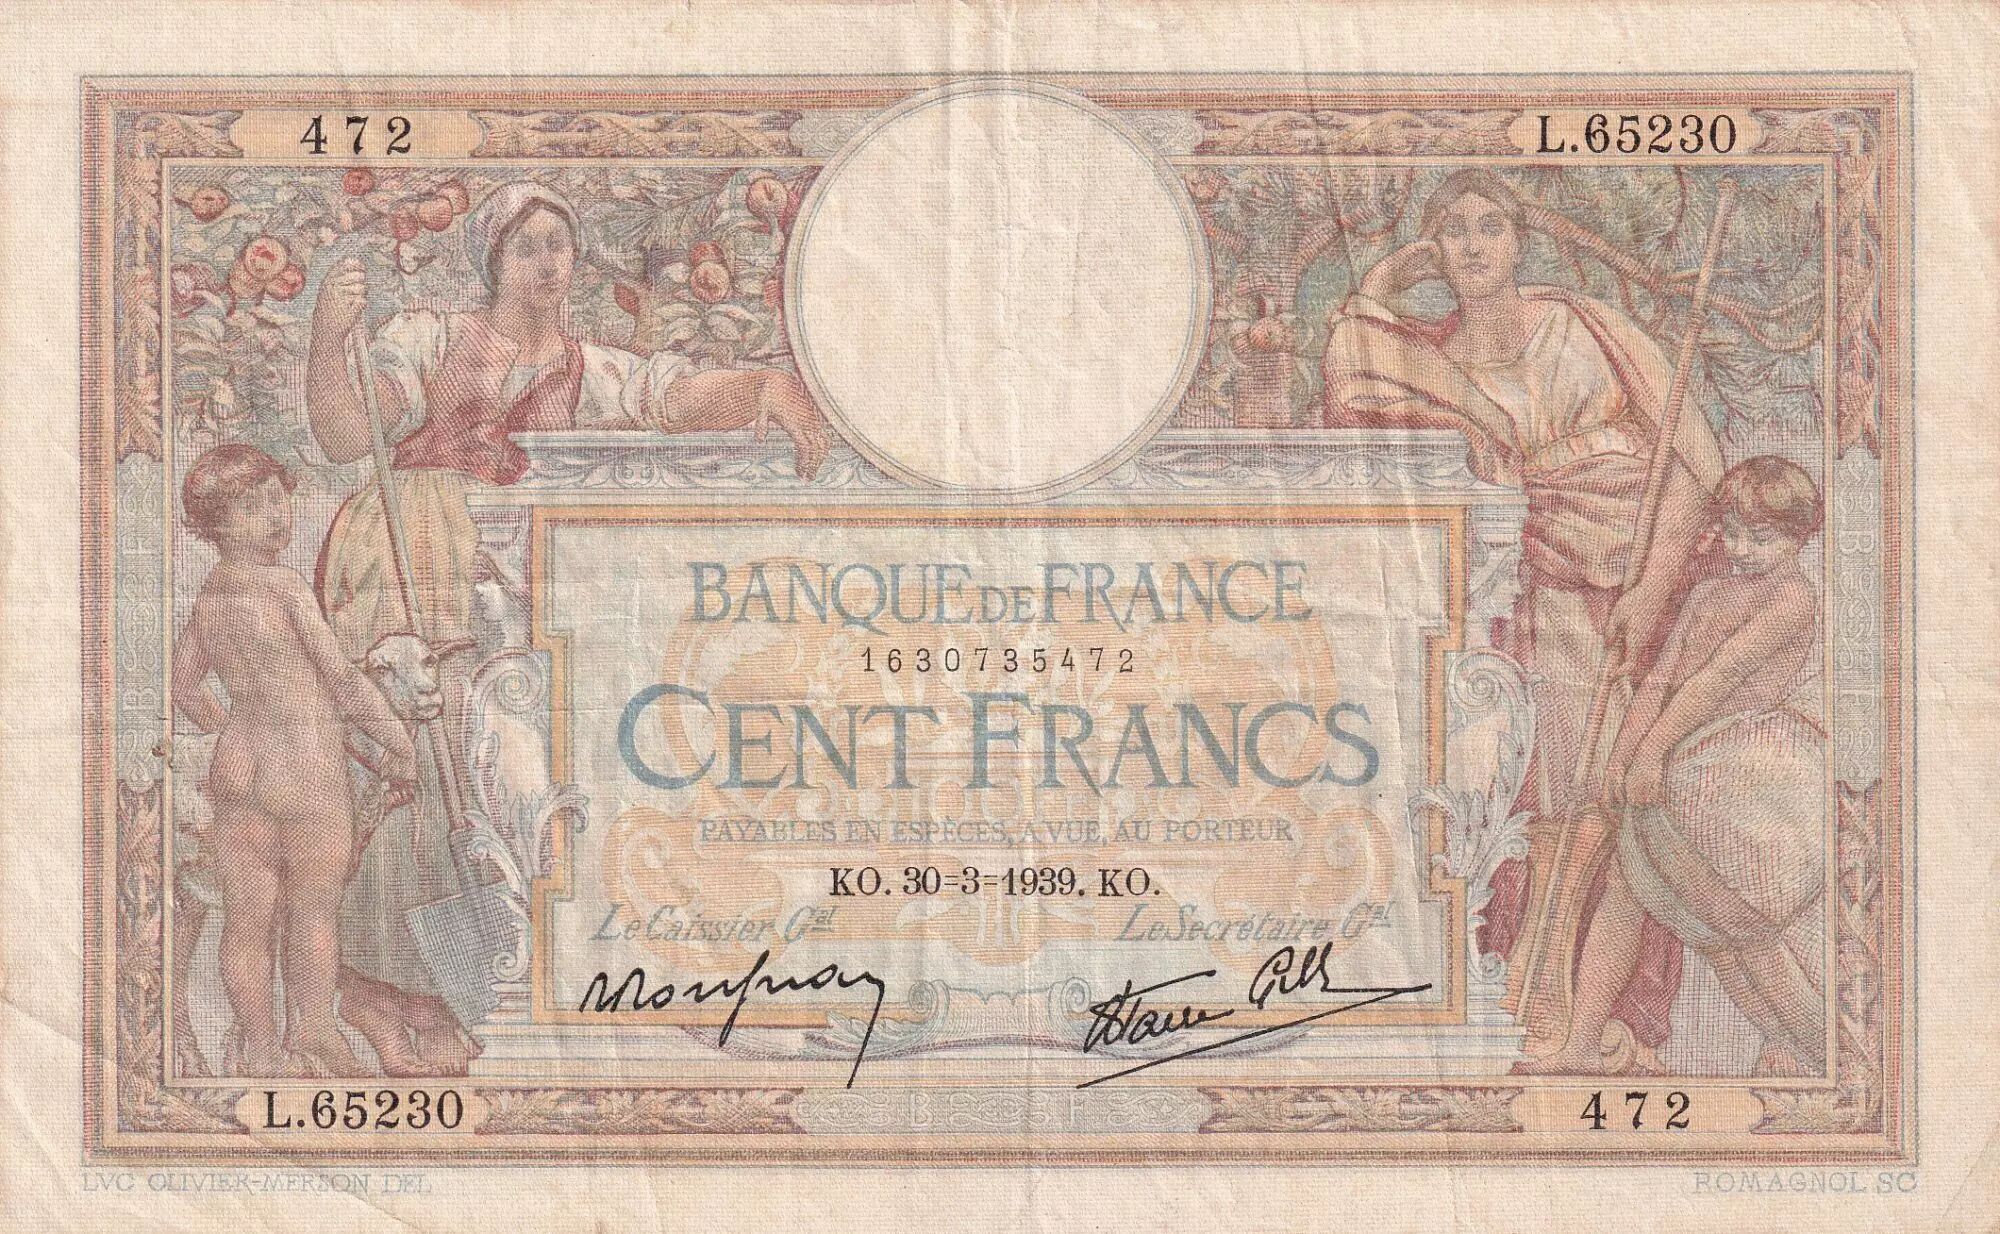 472
L.65230
BANQUE DE FRANCE
1630735472
CENT FRANCS
PAYABLES EN ESPÈCES, A VUE, AU PORTEUR
KO. 30=3=1939. KO.
Le Caissier Gᵃˡ
Le Secrétaire Gᵃˡ
L.65230
472
LVC OLIVIER-MERSON DEL
ROMAGNOL SC